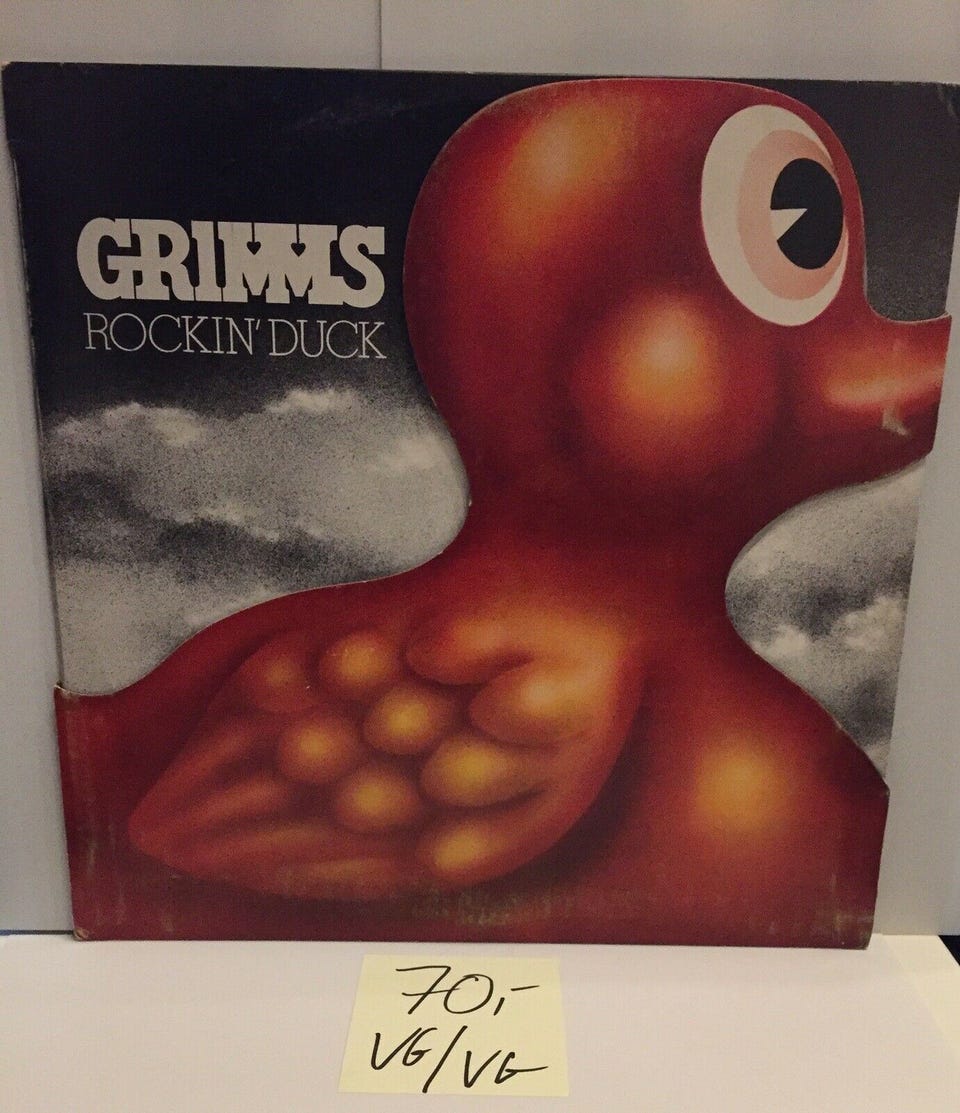 GRIMMS
ROCKIN' DUCK
70,-
VG/VG